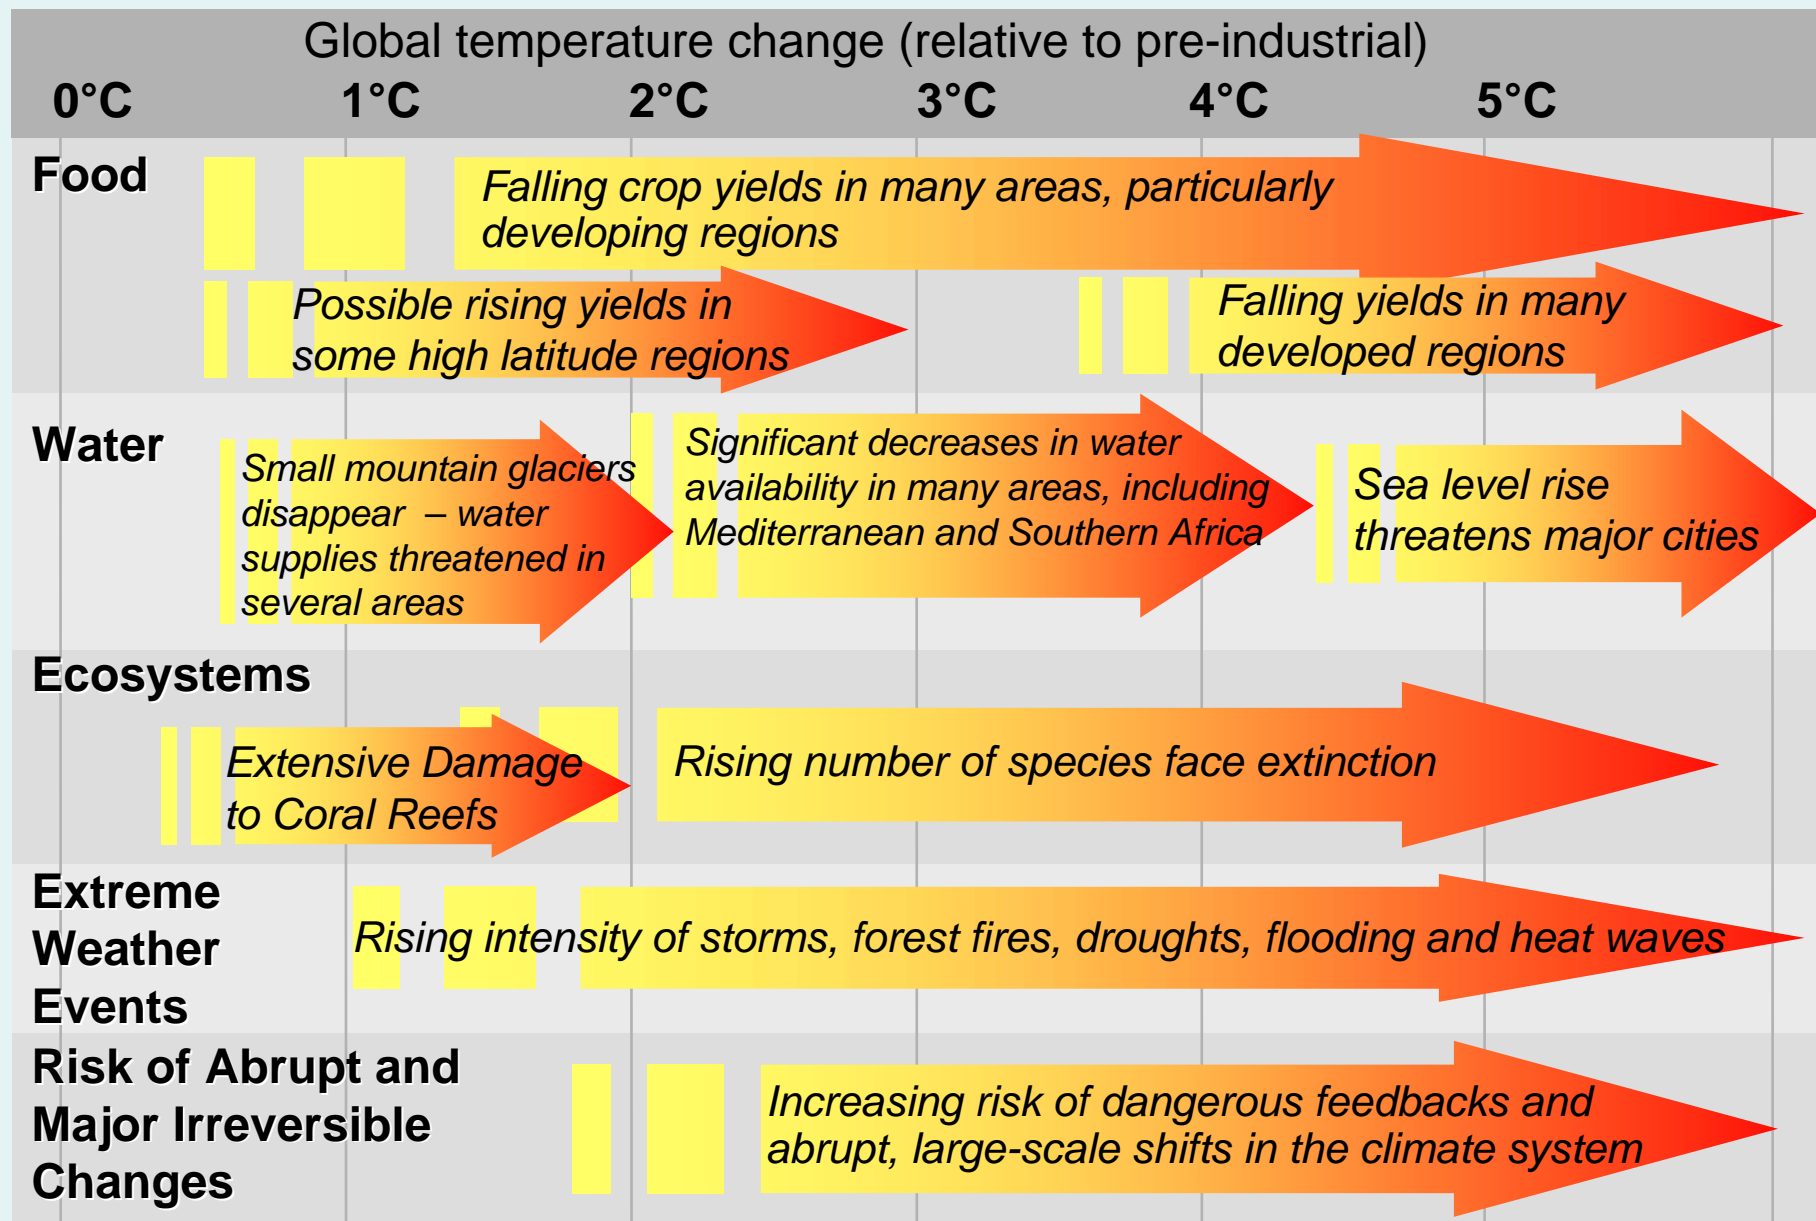 Global temperature change (relative to pre-industrial)
0°C 1°C 2°C 3°C 4°C 5°C
Food
Falling crop yields in many areas, particularly
developing regions
Possible rising yields in
some high latitude regions
Falling yields in many
developed regions
Water
Small mountain glaciers
disappear – water
supplies threatened in
several areas
Significant decreases in water
availability in many areas, including
Mediterranean and Southern Africa
Sea level rise
threatens major cities
Ecosystems
Extensive Damage
to Coral Reefs
Rising number of species face extinction
Extreme
Weather
Events
Rising intensity of storms, forest fires, droughts, flooding and heat waves
Risk of Abrupt and
Major Irreversible
Changes
Increasing risk of dangerous feedbacks and
abrupt, large-scale shifts in the climate system